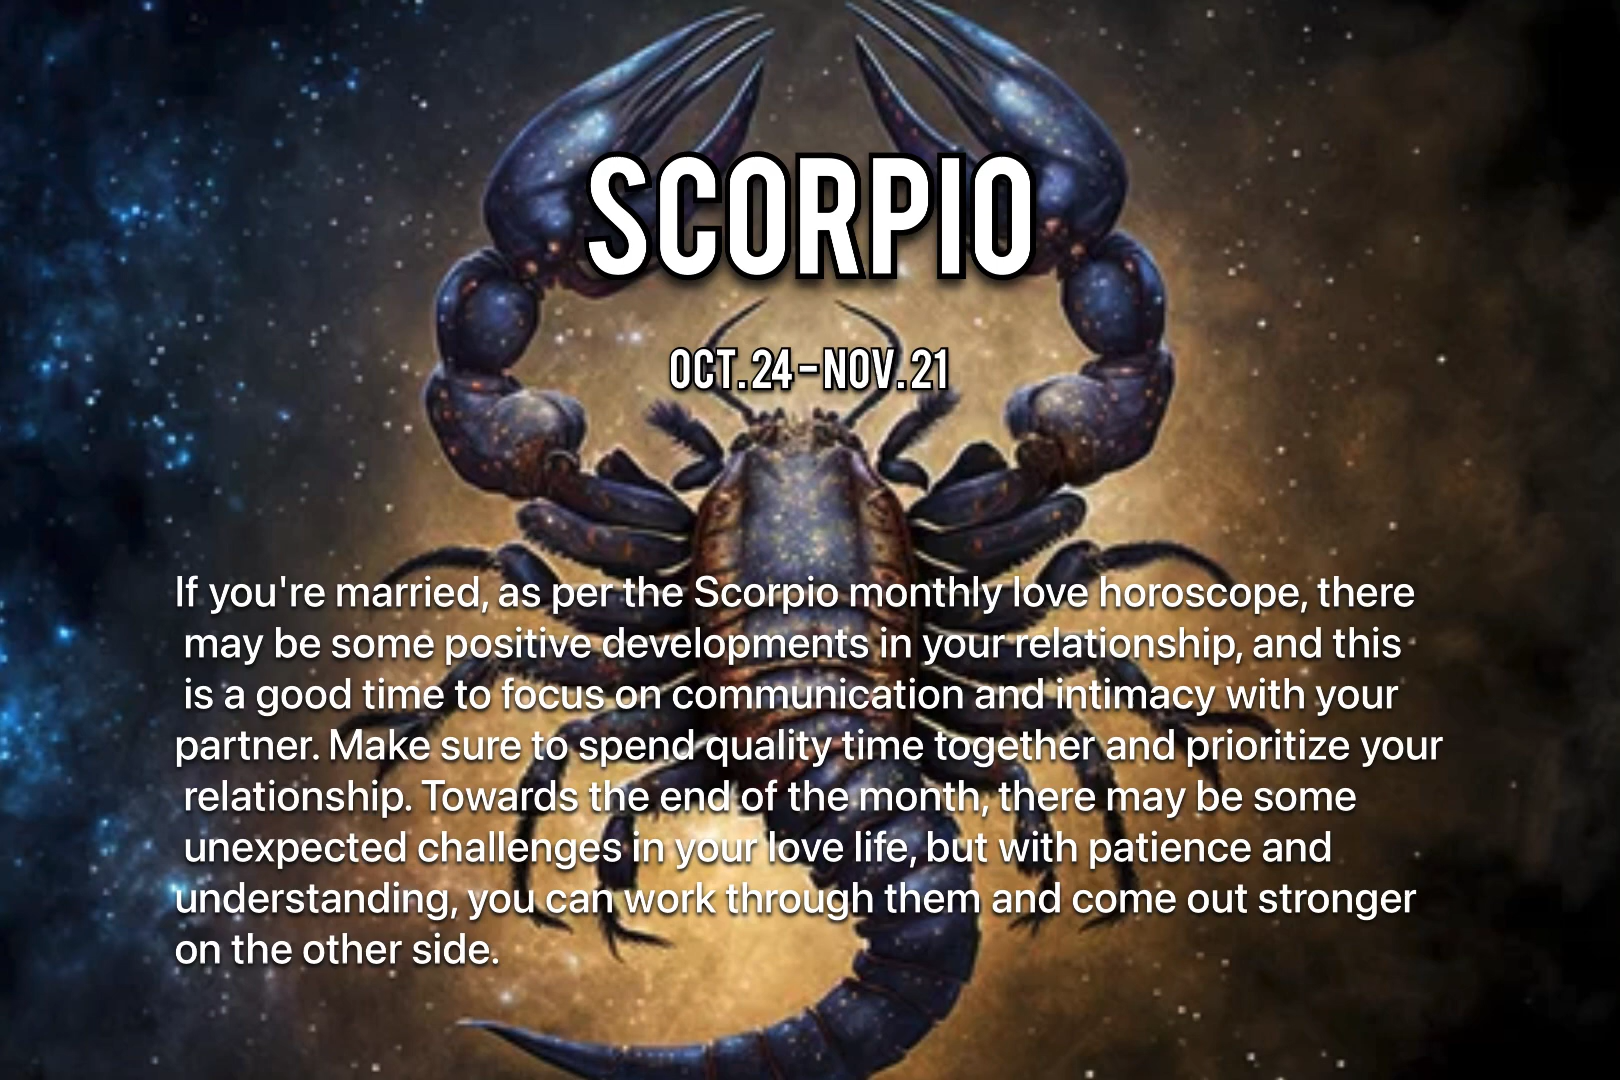 SCORPIO
OCT. 24 – NOV. 21
If you're married, as per the Scorpio monthly love horoscope, there
may be some positive developments in your relationship, and this
is a good time to focus on communication and intimacy with your
partner. Make sure to spend quality time together and prioritize your
relationship. Towards the end of the month, there may be some
unexpected challenges in your love life, but with patience and
understanding, you can work through them and come out stronger
on the other side.